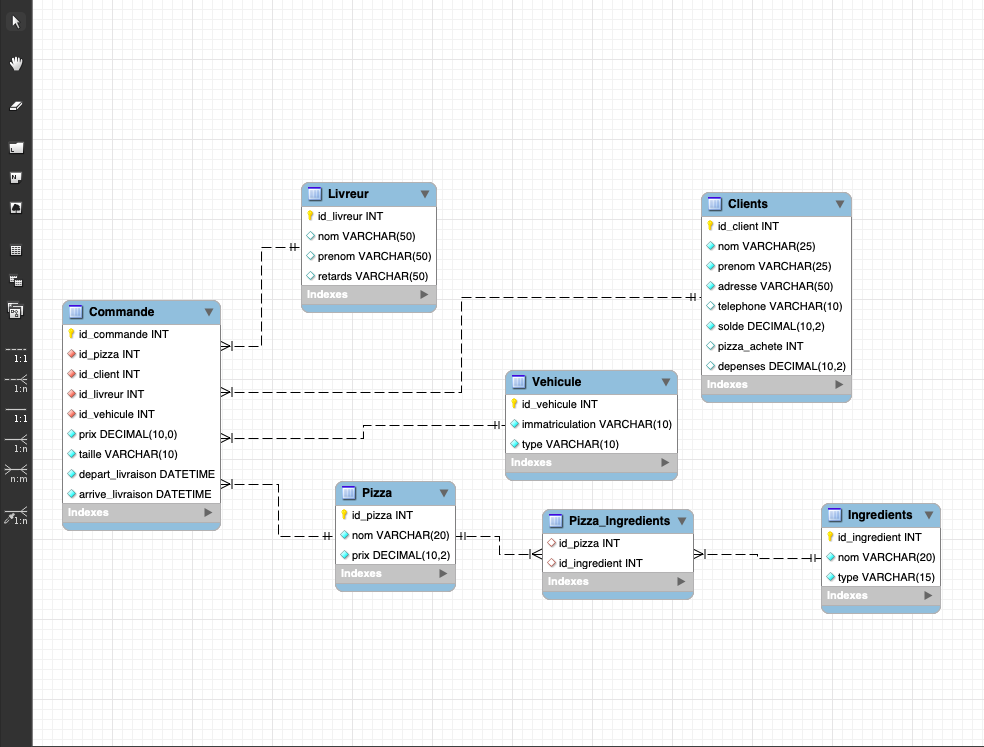 Livreur
id_livreur INT
nom VARCHAR(50)
prenom VARCHAR(50)
retards VARCHAR(50)
Indexes
Clients
id_client INT
nom VARCHAR(25)
prenom VARCHAR(25)
adresse VARCHAR(50)
telephone VARCHAR(10)
solde DECIMAL(10,2)
pizza_achete INT
depenses DECIMAL(10,2)
Indexes
Commande
id_commande INT
id_pizza INT
id_client INT
id_livreur INT
id_vehicule INT
prix DECIMAL(10,0)
taille VARCHAR(10)
depart_livraison DATETIME
arrive_livraison DATETIME
Indexes
Vehicule
id_vehicule INT
immatriculation VARCHAR(10)
type VARCHAR(10)
Indexes
Pizza
id_pizza INT
nom VARCHAR(20)
prix DECIMAL(10,2)
Indexes
Pizza_Ingredients
id_pizza INT
id_ingredient INT
Indexes
Ingredients
id_ingredient INT
nom VARCHAR(20)
type VARCHAR(15)
Indexes
1:1
1:n
1:1
1:n
n:m
1:n